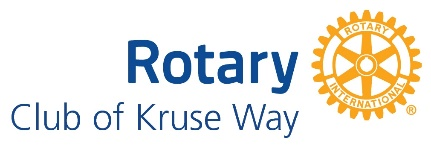 Rotary
Club of Kruse Way
ROTARY
INTERNATIONAL
®